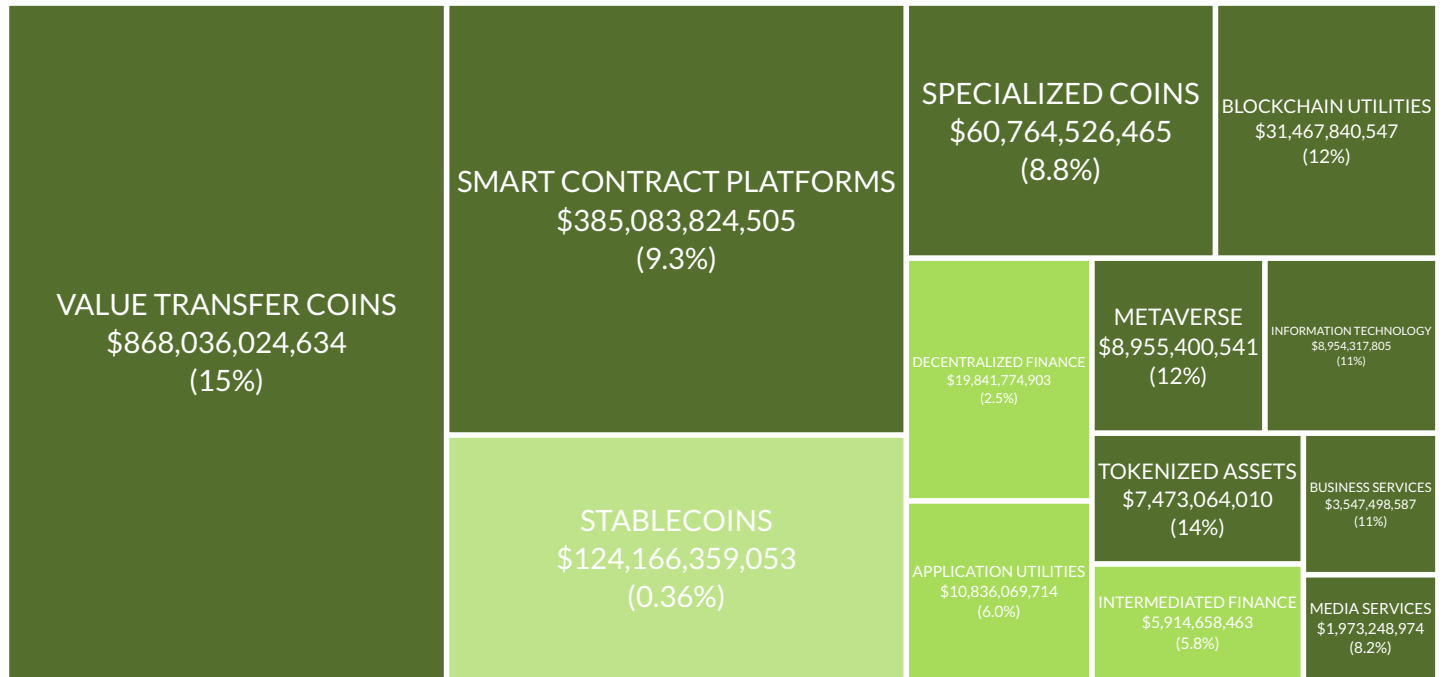 VALUE TRANSFER COINS
$868,036,024,634
(15%)
SMART CONTRACT PLATFORMS
$385,083,824,505
(9.3%)
STABLECOINS
$124,166,359,053
(0.36%)
SPECIALIZED COINS
$60,764,526,465
(8.8%)
BLOCKCHAIN UTILITIES
$31,467,840,547
(12%)
DECENTRALIZED FINANCE
$19,841,774,903
(2.5%)
APPLICATION UTILITIES
$10,836,069,714
(6.0%)
METAVERSE
$8,955,400,541
(12%)
INFORMATION TECHNOLOGY
$8,954,317,805
(11%)
TOKENIZED ASSETS
$7,473,064,010
(14%)
BUSINESS SERVICES
$3,547,498,587
(11%)
INTERMEDIATED FINANCE
$5,914,658,463
(5.8%)
MEDIA SERVICES
$1,973,248,974
(8.2%)